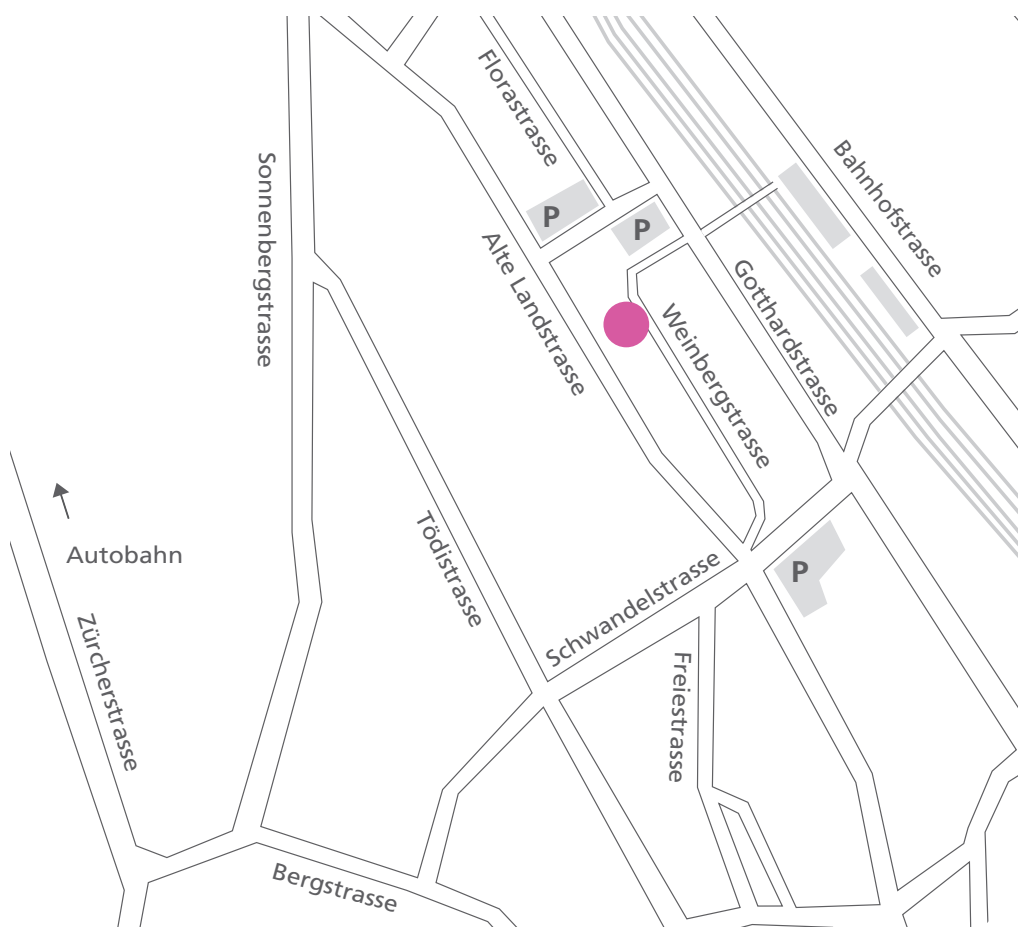 Florastrasse
Bahnhofstrasse
Sonnenbergstrasse
P
P
Alte Landstrasse
Gotthardstrasse
Weinbergstrasse
Autobahn
Tödistrasse
P
Schwandelstrasse
Zürcherstrasse
Freiestrasse
Bergstrasse